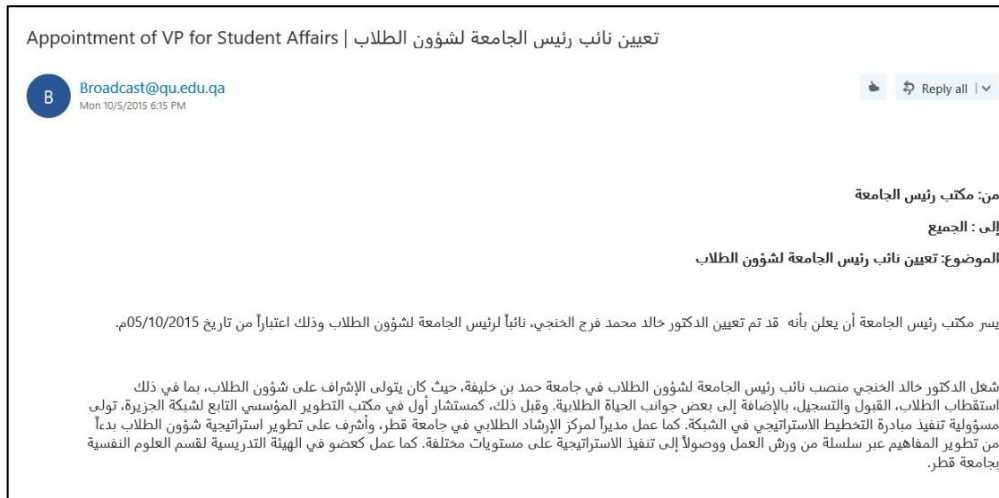 Appointment of VP for Student Affairs | تعيين نائب رئيس الجامعة لشؤون الطلاب
B
Broadcast@qu.edu.qa
Reply all
Mon 10/5/2015 6:15 PM
من: مكتب رئيس الجامعة
إلى : الجميع
الموضوع: تعيين نائب رئيس الجامعة لشؤون الطلاب
يسر مكتب رئيس الجامعة أن يعلن بأنه قد تم تعيين الدكتور خالد محمد فرج الخنجي، نائباً لرئيس الجامعة لشؤون الطلاب وذلك اعتباراً من تاريخ 05/10/2015م.
شغل الدكتور خالد الخنجي منصب نائب رئيس الجامعة لشؤون الطلاب في جامعة حمد بن خليفة، حيث كان يتولى الإشراف على شؤون الطلاب، بما في ذلك
استقطاب الطلاب، القبول والتسجيل، بالإضافة إلى بعض جوانب الحياة الطلابية. وقبل ذلك، كمستشار أول في مكتب التطوير المؤسسي التابع لشبكة الجزيرة، تولى
مسؤولية تنفيذ مبادرة التخطيط الاستراتيجي في الشبكة. كما عمل مديراً لمركز الإرشاد الطلابي في جامعة قطر، وأشرف على تطوير استراتيجية شؤون الطلاب بدءاً
من تطوير المفاهيم عبر سلسلة من ورش العمل ووصولاً إلى تنفيذ الاستراتيجية على مستويات مختلفة. كما عمل كعضو في الهيئة التدريسية لقسم العلوم النفسية
بجامعة قطر.